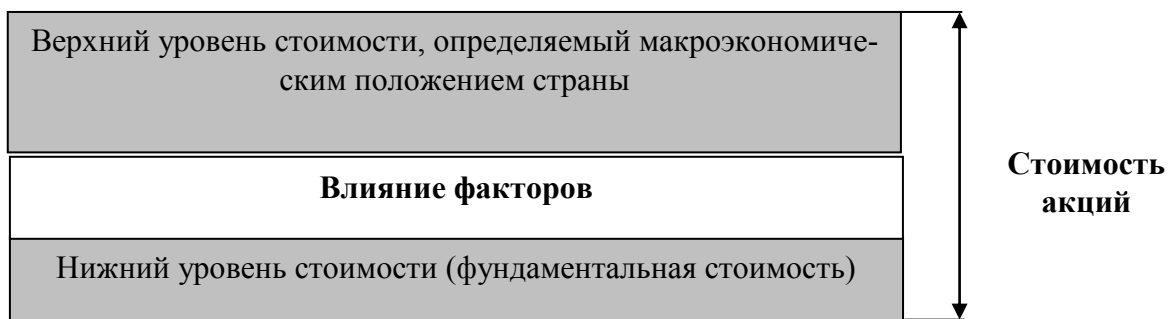 Верхний уровень стоимости, определяемый макроэкономиче-
ским положением страны
Влияние факторов
Нижний уровень стоимости (фундаментальная стоимость)
Стоимость
акций